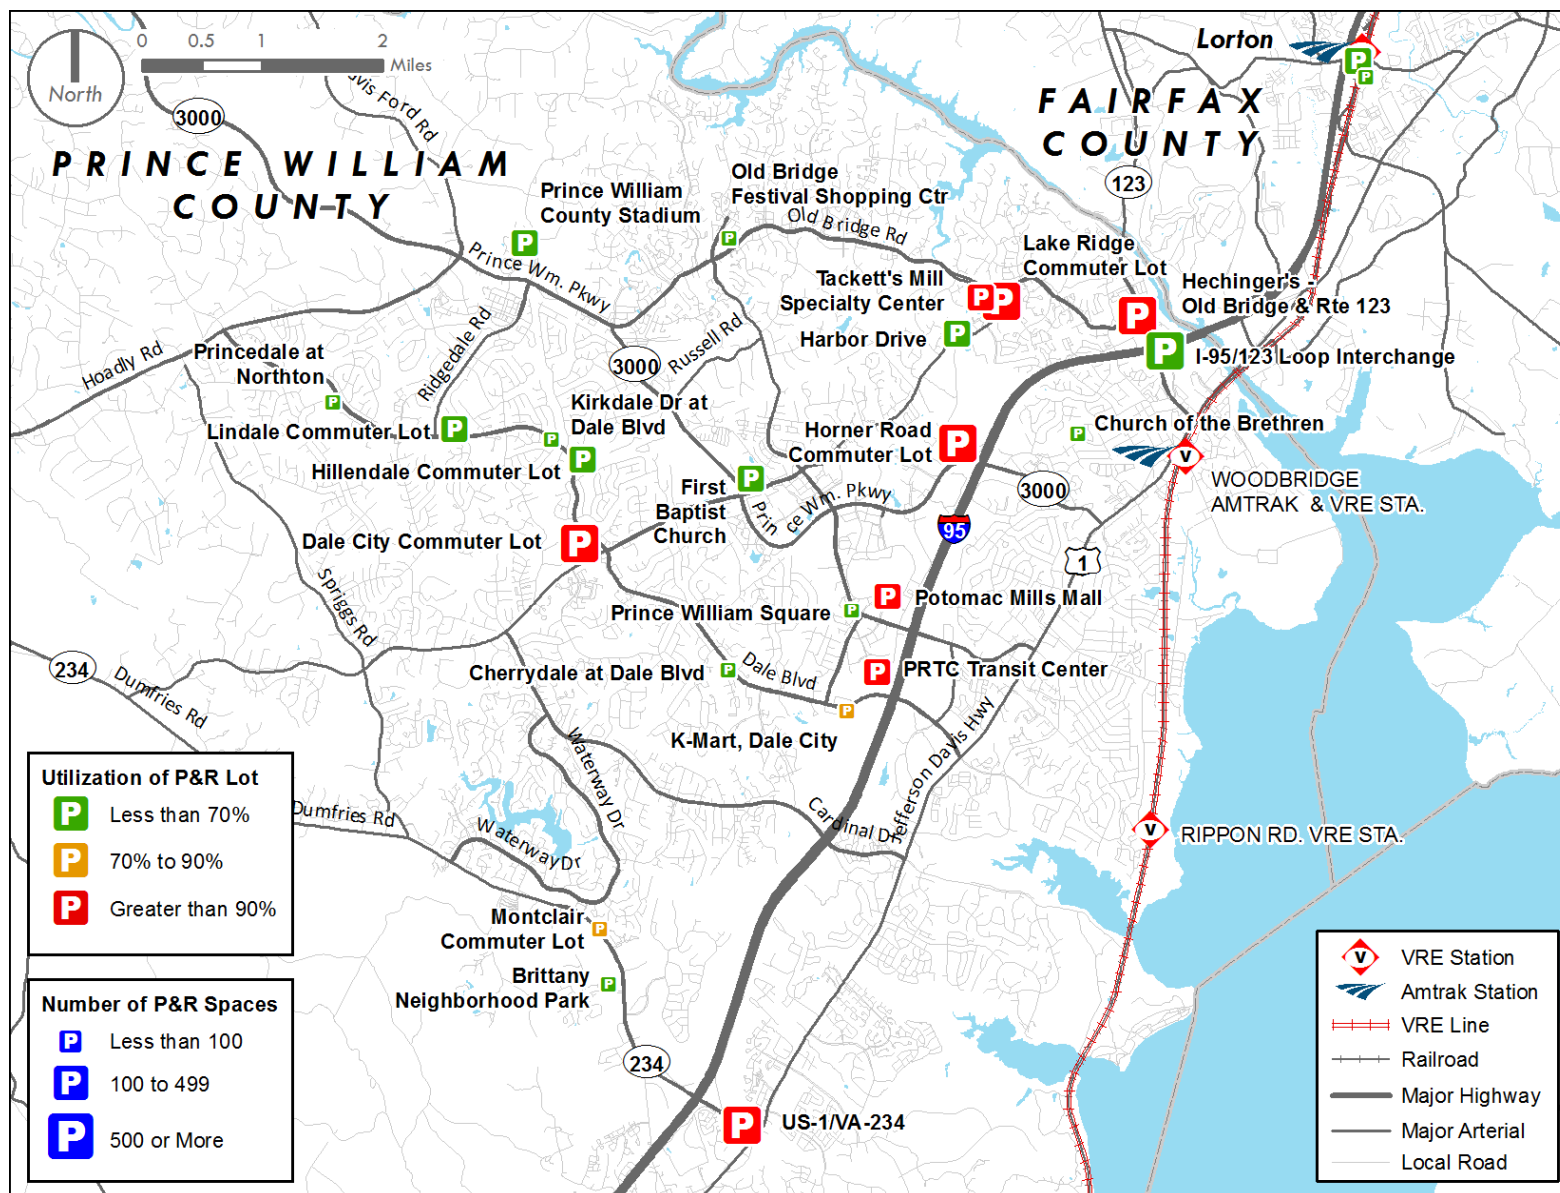 0 0.5 1 2
Miles
North
Lorton
FAIRFAX
COUNTY
PRINCE WILLIAM
COUNTY
3000
avis Ford Rd
123
Prince William
County Stadium
Old Bridge
Festival Shopping Ctr
Old Bridge Rd
Prince Wm. Pkwy
Lake Ridge
Commuter Lot
Tackett's Mill
Specialty Center
Harbor Drive
Hechinger's -
Old Bridge & Rte 123
I-95/123 Loop Interchange
Hoadly Rd
Princedale at
Northton
Ridgedale Rd
3000
Russell Rd
Lindale Commuter Lot
Kirkdale Dr at
Dale Blvd
Hillendale Commuter Lot
Horner Road
Commuter Lot
Church of the Brethren
WOODBRIDGE
AMTRAK & VRE STA.
3000
First
Baptist
Church
Prince Wm. Pkwy
Dale City Commuter Lot
95
1
Spriggs Rd
Prince William Square
Potomac Mills Mall
234
Dumfries Rd
Cherrydale at Dale Blvd
Dale Blvd
PRTC Transit Center
K-Mart, Dale City
Jefferson Davis Hwy
Waterway Dr
Cardinal Dr
Dumfries Rd
Waterway Dr
RIPPON RD. VRE STA.
Montclair
Commuter Lot
Brittany
Neighborhood Park
234
US-1/VA-234
Utilization of P&R Lot
P Less than 70%
P 70% to 90%
P Greater than 90%
Number of P&R Spaces
P Less than 100
P 100 to 499
P 500 or More
V VRE Station
Amtrak Station
VRE Line
Railroad
Major Highway
Major Arterial
Local Road